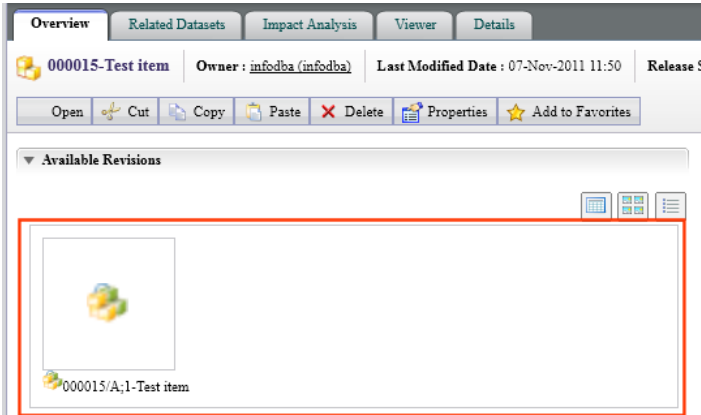 Overview Related Datasets Impact Analysis Viewer Details
000015-Test item Owner : infodba (infodba) Last Modified Date : 07-Nov-2011 11:50 Release S
Open Cut Copy Paste Delete Properties Add to Favorites
Available Revisions
000015/A;1-Test item